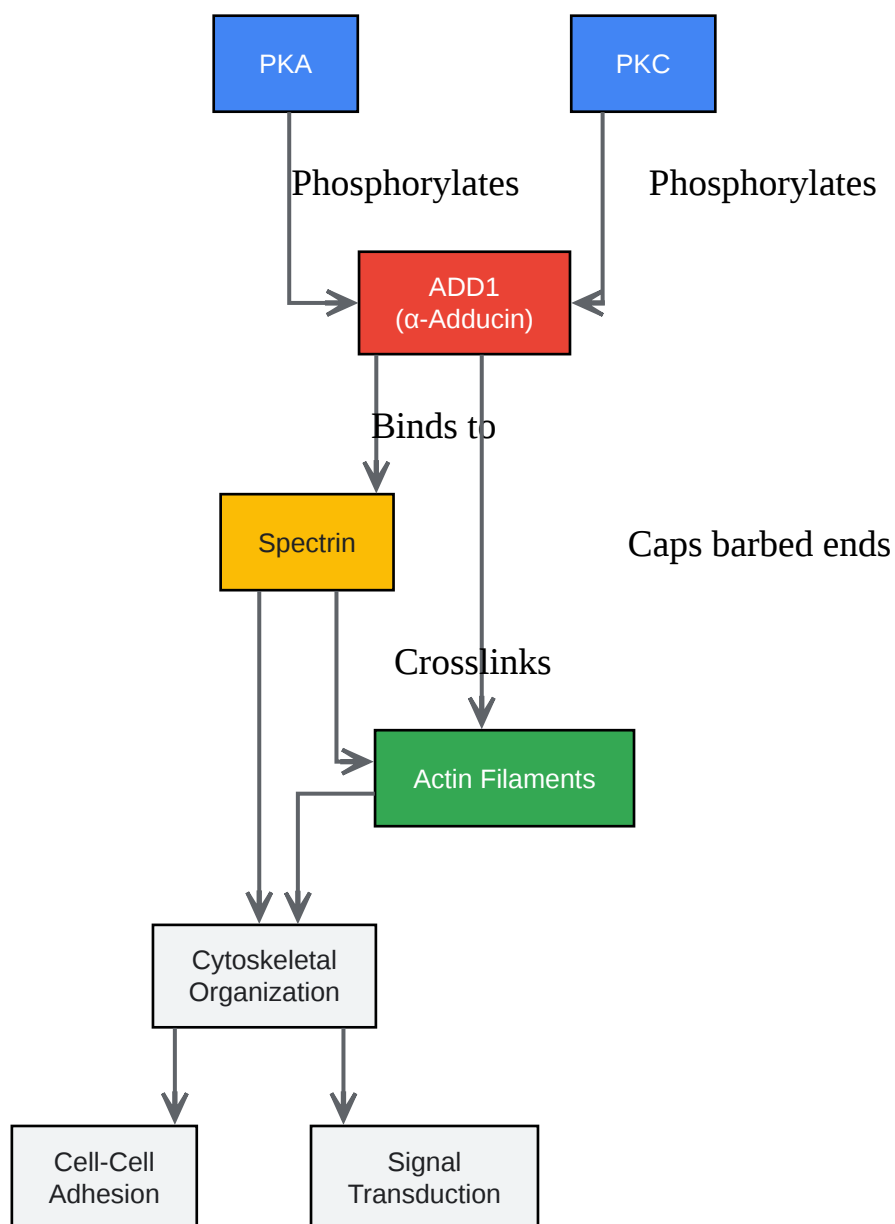 PKA
PKC
Phosphorylates
Phosphorylates
ADD1
(α-Adducin)
Binds to
Spectrin
Caps barbed ends
Crosslinks
Actin Filaments
Cytoskeletal
Organization
Cell-Cell
Adhesion
Signal
Transduction